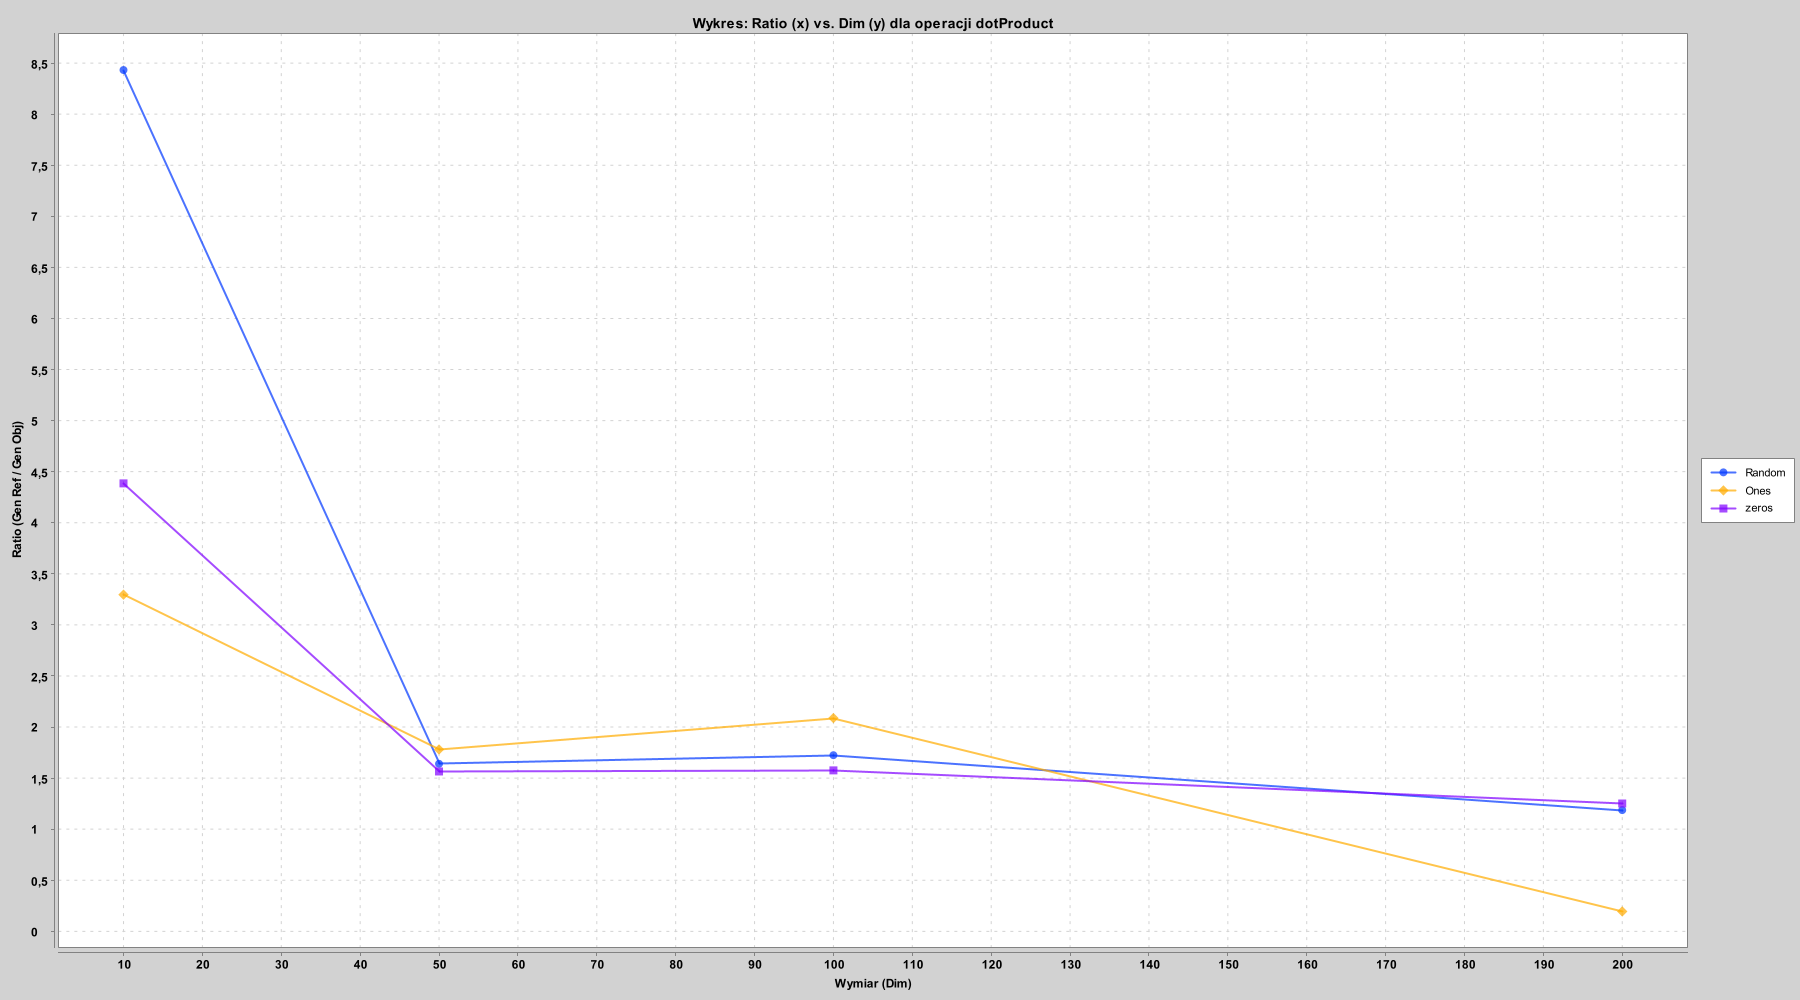 Wykres: Ratio (x) vs. Dim (y) dla operacji dotProduct
Ratio (Gen Ref / Gen Obj)
8,5
8
7,5
7
6,5
6
5,5
5
4,5
4
3,5
3
2,5
2
1,5
1
0,5
0
10 20 30 40 50 60 70 80 90 100 110 120 130 140 150 160 170 180 190 200
Wymiar (Dim)
Random
Ones
zeros